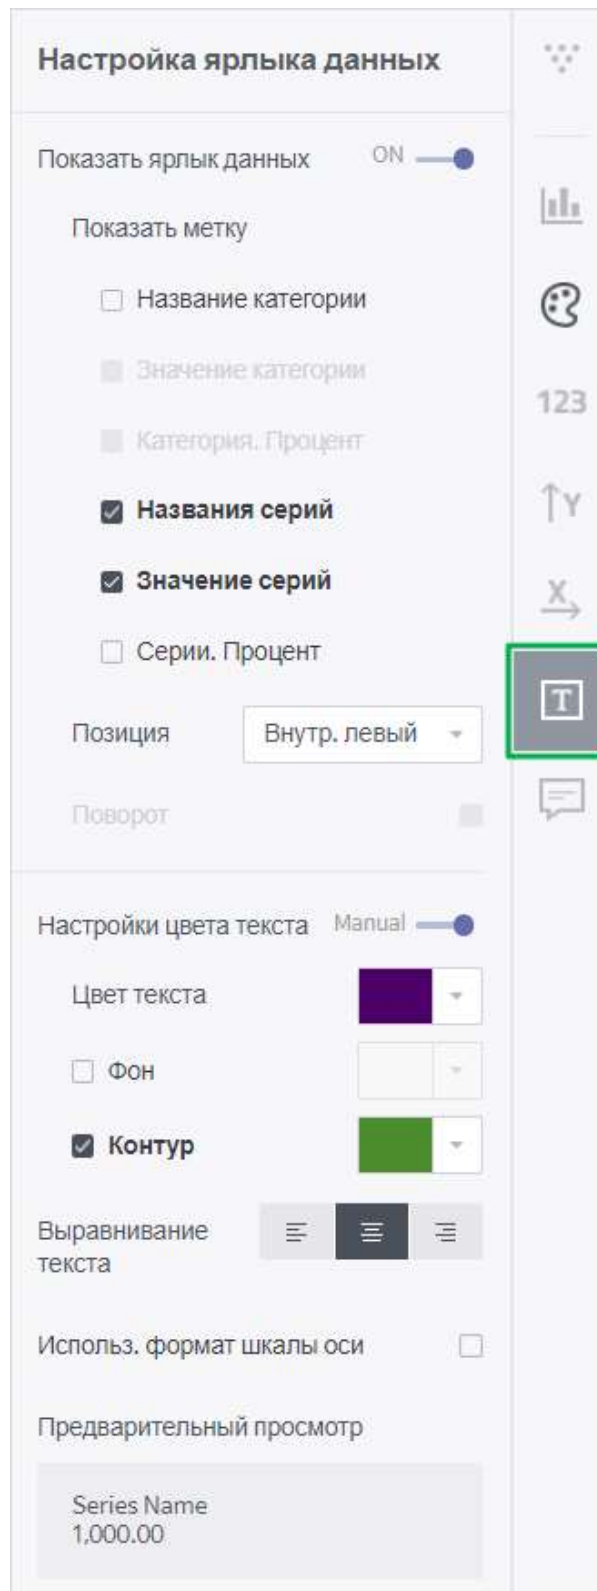 Настройка ярлыка данных
Показать ярлык данных ON
Показать метку
Название категории
Значение категории
Категория. Процент
123
Y
Названия серий
Значение серий
X
Серии. Процент
T
Позиция Внутр. левый
Поворот
Настройки цвета текста Manual
Цвет текста
Фон
Контур
Выравнивание
текста
Использ. формат шкалы оси
Предварительный просмотр
Series Name
1,000.00